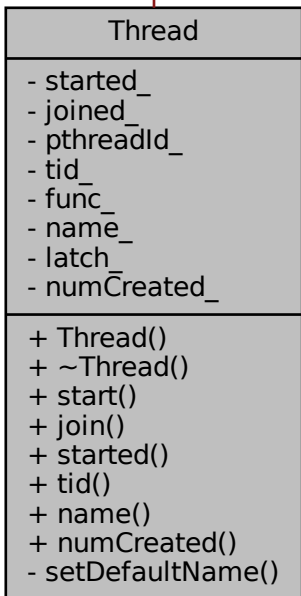 Thread
- started_
- joined_
- pthreadId_
- tid_
- func_
- name_
- latch_
- numCreated_
+ Thread()
+ ~Thread()
+ start()
+ join()
+ started()
+ tid()
+ name()
+ numCreated()
- setDefaultName()